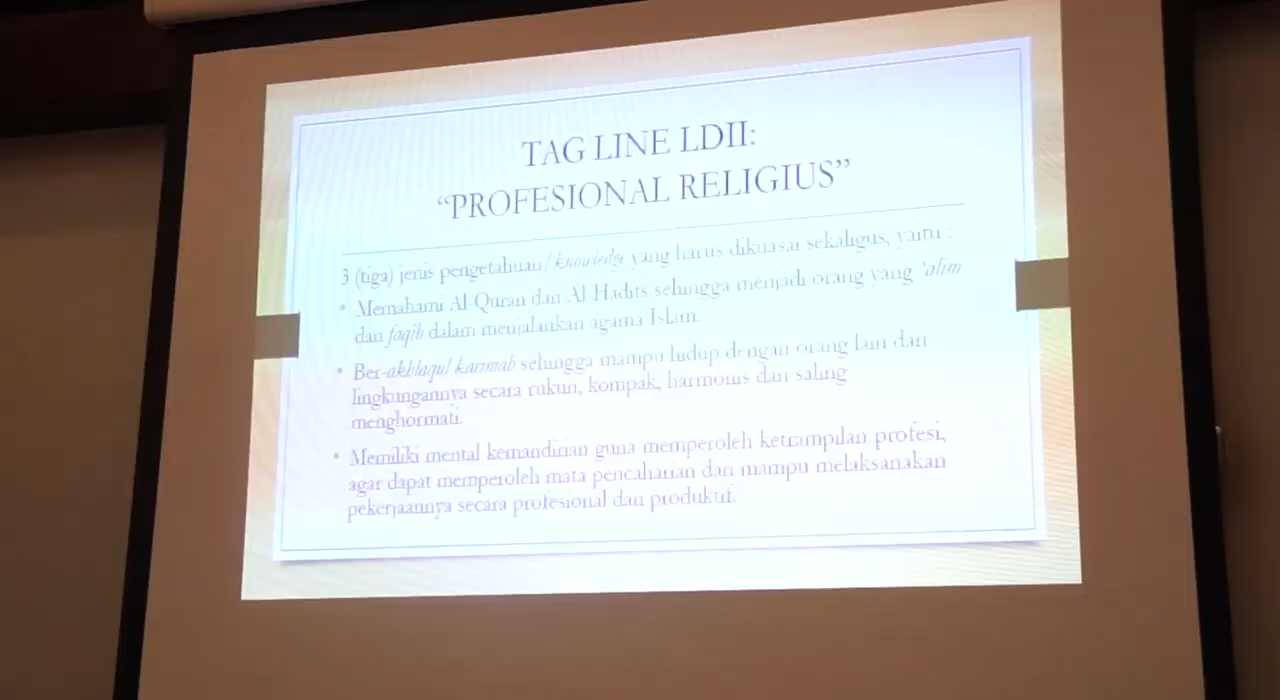 TAG LINE LDII:
“PROFESIONAL RELIGIUS”
3 (tiga) jenis pengetahuan/knowledge yang harus dikuasai sekaligus, yaitu :
• Memahami Al-Quran dan Al Hadits sehingga menjadi orang yang ‘alim
dan faqih dalam menjalankan agama Islam.
• Ber-akhlaqul karimah sehingga mampu hidup dengan orang lain dan
lingkungannya secara rukun, kompak, harmonis dan saling
menghormati.
• Memiliki mental kemandirian guna memperoleh ketrampilan profesi,
agar dapat memperoleh mata pencaharian dan mampu melaksanakan
pekerjaannya secara profesional dan produktif.